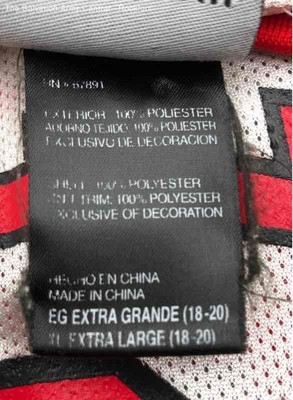 RN # 67891
EXTERIOR: 100% POLIESTER
ADORNO TEJIDO: 100% POLIESTER
EXCLUSIVO DE DECORACION
SHELL: 100% POLYESTER
KNIT TRIM: 100% POLYESTER
EXCLUSIVE OF DECORATION
HECHO EN CHINA
MADE IN CHINA
EG EXTRA GRANDE (18-20)
XL EXTRA LARGE (18-20)